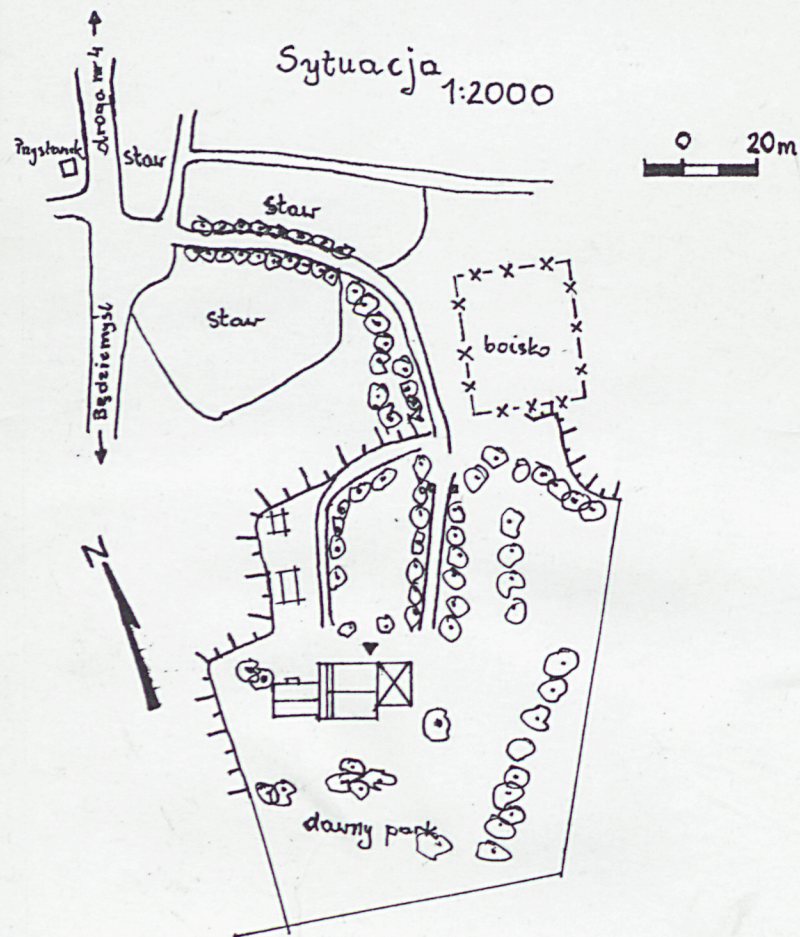 Sytuacja
1:2000
0 20m
droga nr 4
Przystanek
Staw
Staw
Staw
Będziemyśl
boisko
N
dawny park